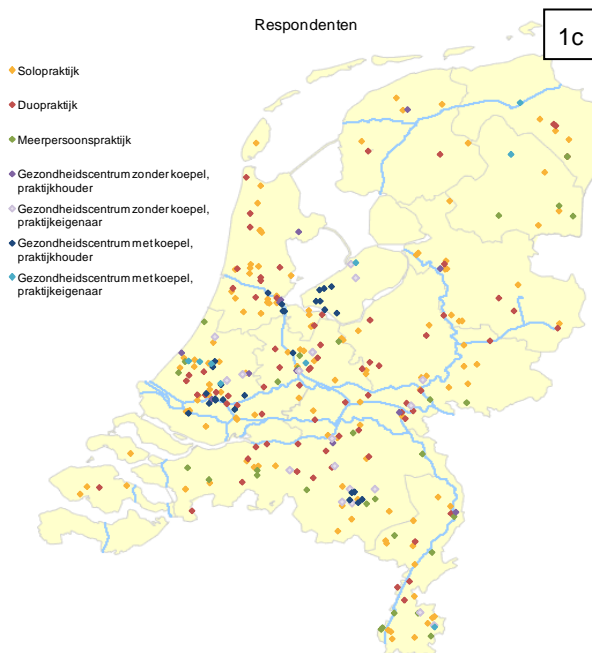 Respondenten
1c
Solopraktijk
Duopraktijk
Meerpersoonspraktijk
Gezondheidscentrum zonder koepel,
praktijkhouder
Gezondheidscentrum zonder koepel,
praktijkeigenaar
Gezondheidscentrum met koepel,
praktijkhouder
Gezondheidscentrum met koepel,
praktijkeigenaar